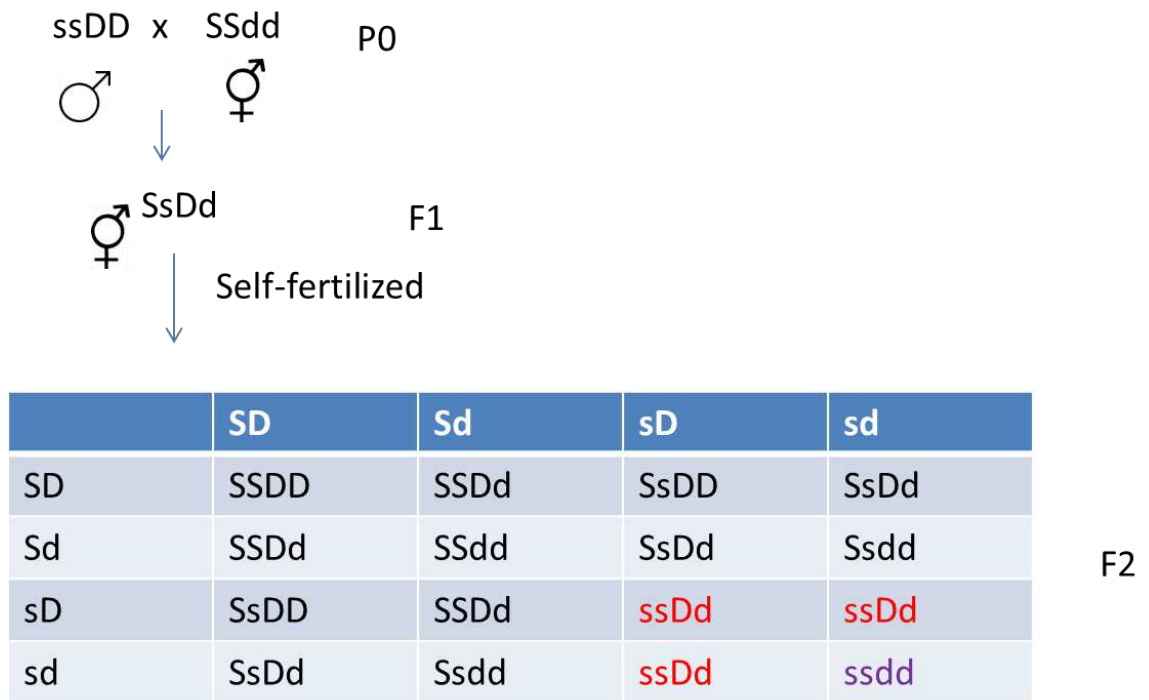 ssDD x SSdd P0
SsDd F1
Self-fertilized
SD Sd sD sd
SD SSDD SSDd SsDD SsDd
Sd SSDd SSdd SsDd Ssdd
F2
sD SsDD SSDd ssDd ssDd
sd SsDd Ssdd ssDd ssdd